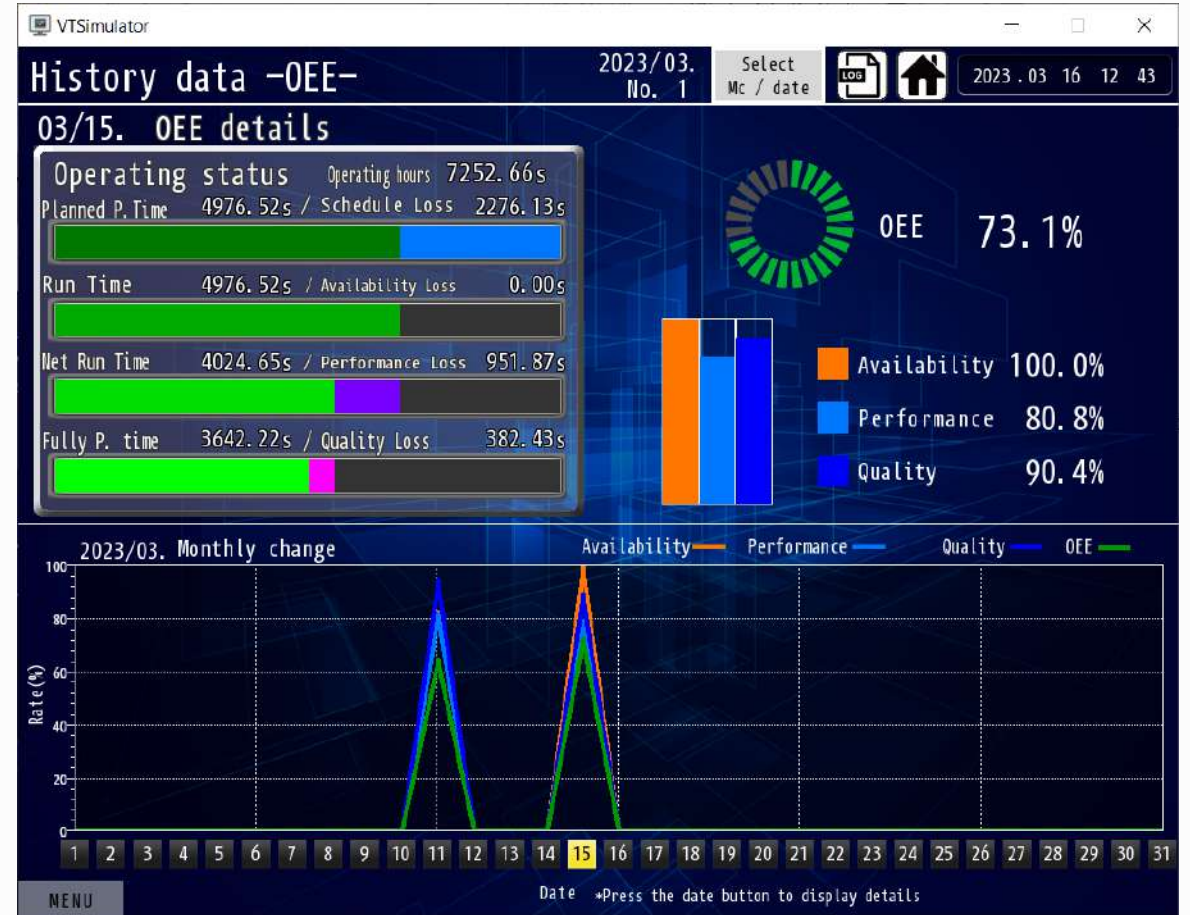 VTSimulator
History data -OEE-
2023/03.
No. 1
Select
Mc / date
LOG
2023 . 03 16 12 43
03/15. OEE details
Operating status Operating hours 7252.66s
Planned P. Time 4976.52s / Schedule Loss 2276.13s
Run Time 4976.52s / Availability Loss 0.00s
Net Run Time 4024.65s / Performance Loss 951.87s
Fully P. time 3642.22s / Quality Loss 382.43s
OEE 73.1%
Availability 100.0%
Performance 80.8%
Quality 90.4%
2023/03. Monthly change
Availability Performance Quality OEE
100
80
60
40
20
0
Rate(%)
1 2 3 4 5 6 7 8 9 10 11 12 13 14 15 16 17 18 19 20 21 22 23 24 25 26 27 28 29 30 31
Date *Press the date button to display details
MENU